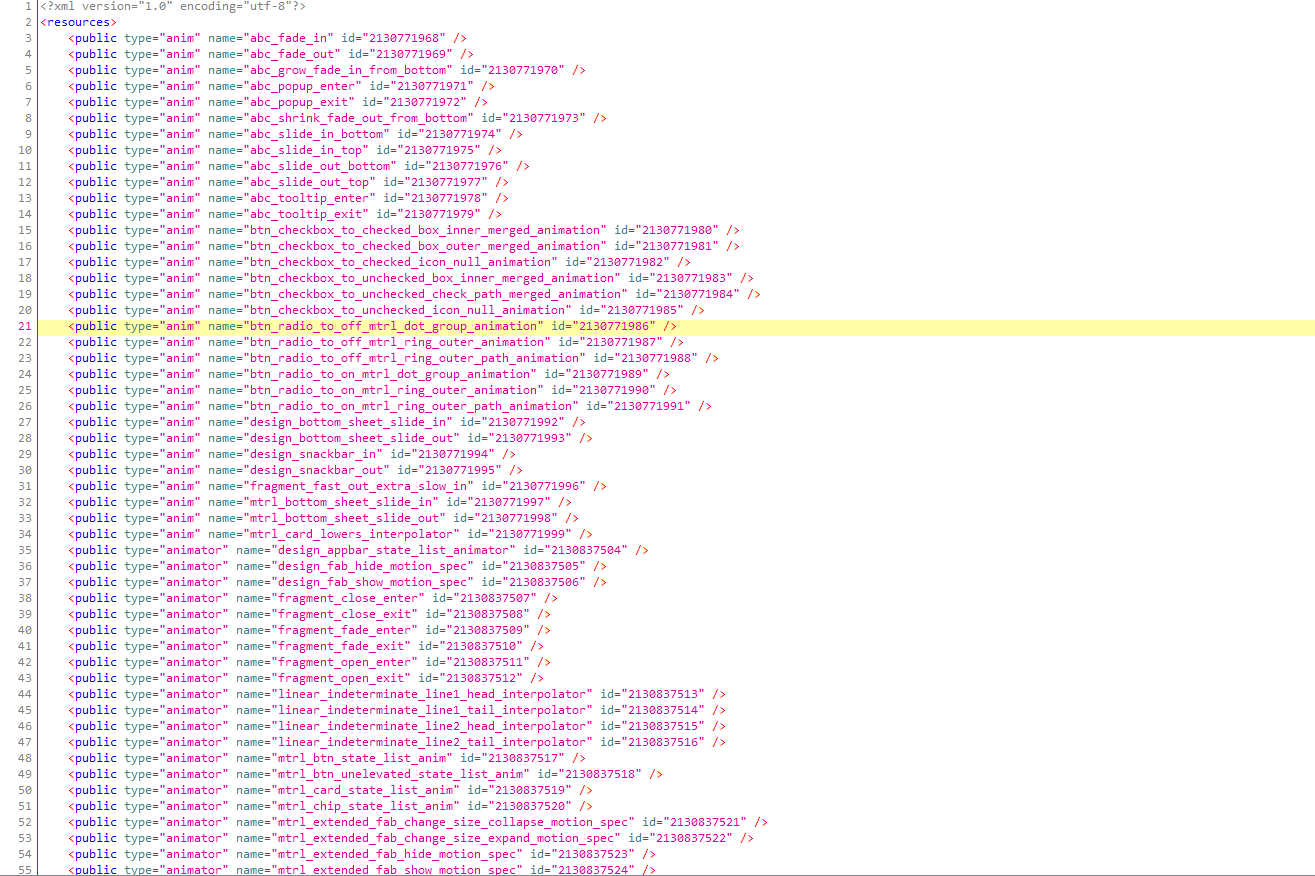 1 <?xml version="1.0" encoding="utf-8"?>
2 <resources>
3 <public type="anim" name="abc_fade_in" id="2130771968" />
4 <public type="anim" name="abc_fade_out" id="2130771969" />
5 <public type="anim" name="abc_grow_fade_in_from_bottom" id="2130771970" />
6 <public type="anim" name="abc_popup_enter" id="2130771971" />
7 <public type="anim" name="abc_popup_exit" id="2130771972" />
8 <public type="anim" name="abc_shrink_fade_out_from_bottom" id="2130771973" />
9 <public type="anim" name="abc_slide_in_bottom" id="2130771974" />
10 <public type="anim" name="abc_slide_in_top" id="2130771975" />
11 <public type="anim" name="abc_slide_out_bottom" id="2130771976" />
12 <public type="anim" name="abc_slide_out_top" id="2130771977" />
13 <public type="anim" name="abc_tooltip_enter" id="2130771978" />
14 <public type="anim" name="abc_tooltip_exit" id="2130771979" />
15 <public type="anim" name="btn_checkbox_to_checked_box_inner_merged_animation" id="2130771980" />
16 <public type="anim" name="btn_checkbox_to_checked_box_outer_merged_animation" id="2130771981" />
17 <public type="anim" name="btn_checkbox_to_checked_icon_null_animation" id="2130771982" />
18 <public type="anim" name="btn_checkbox_to_unchecked_box_inner_merged_animation" id="2130771983" />
19 <public type="anim" name="btn_checkbox_to_unchecked_check_path_merged_animation" id="2130771984" />
20 <public type="anim" name="btn_checkbox_to_unchecked_icon_null_animation" id="2130771985" />
21 <public type="anim" name="btn_radio_to_off_mtrl_dot_group_animation" id="2130771986" />
22 <public type="anim" name="btn_radio_to_off_mtrl_ring_outer_animation" id="2130771987" />
23 <public type="anim" name="btn_radio_to_off_mtrl_ring_outer_path_animation" id="2130771988" />
24 <public type="anim" name="btn_radio_to_on_mtrl_dot_group_animation" id="2130771989" />
25 <public type="anim" name="btn_radio_to_on_mtrl_ring_outer_animation" id="2130771990" />
26 <public type="anim" name="btn_radio_to_on_mtrl_ring_outer_path_animation" id="2130771991" />
27 <public type="anim" name="design_bottom_sheet_slide_in" id="2130771992" />
28 <public type="anim" name="design_bottom_sheet_slide_out" id="2130771993" />
29 <public type="anim" name="design_snackbar_in" id="2130771994" />
30 <public type="anim" name="design_snackbar_out" id="2130771995" />
31 <public type="anim" name="fragment_fast_out_extra_slow_in" id="2130771996" />
32 <public type="anim" name="mtrl_bottom_sheet_slide_in" id="2130771997" />
33 <public type="anim" name="mtrl_bottom_sheet_slide_out" id="2130771998" />
34 <public type="anim" name="mtrl_card_lowers_interpolator" id="2130771999" />
35 <public type="animator" name="design_appbar_state_list_animator" id="2130837504" />
36 <public type="animator" name="design_fab_hide_motion_spec" id="2130837505" />
37 <public type="animator" name="design_fab_show_motion_spec" id="2130837506" />
38 <public type="animator" name="fragment_close_enter" id="2130837507" />
39 <public type="animator" name="fragment_close_exit" id="2130837508" />
40 <public type="animator" name="fragment_fade_enter" id="2130837509" />
41 <public type="animator" name="fragment_fade_exit" id="2130837510" />
42 <public type="animator" name="fragment_open_enter" id="2130837511" />
43 <public type="animator" name="fragment_open_exit" id="2130837512" />
44 <public type="animator" name="linear_indeterminate_line1_head_interpolator" id="2130837513" />
45 <public type="animator" name="linear_indeterminate_line1_tail_interpolator" id="2130837514" />
46 <public type="animator" name="linear_indeterminate_line2_head_interpolator" id="2130837515" />
47 <public type="animator" name="linear_indeterminate_line2_tail_interpolator" id="2130837516" />
48 <public type="animator" name="mtrl_btn_state_list_anim" id="2130837517" />
49 <public type="animator" name="mtrl_btn_unelevated_state_list_anim" id="2130837518" />
50 <public type="animator" name="mtrl_card_state_list_anim" id="2130837519" />
51 <public type="animator" name="mtrl_chip_state_list_anim" id="2130837520" />
52 <public type="animator" name="mtrl_extended_fab_change_size_collapse_motion_spec" id="2130837521" />
53 <public type="animator" name="mtrl_extended_fab_change_size_expand_motion_spec" id="2130837522" />
54 <public type="animator" name="mtrl_extended_fab_hide_motion_spec" id="2130837523" />
55 <public type="animator" name="mtrl_extended_fab_show_motion_spec" id="2130837524" />